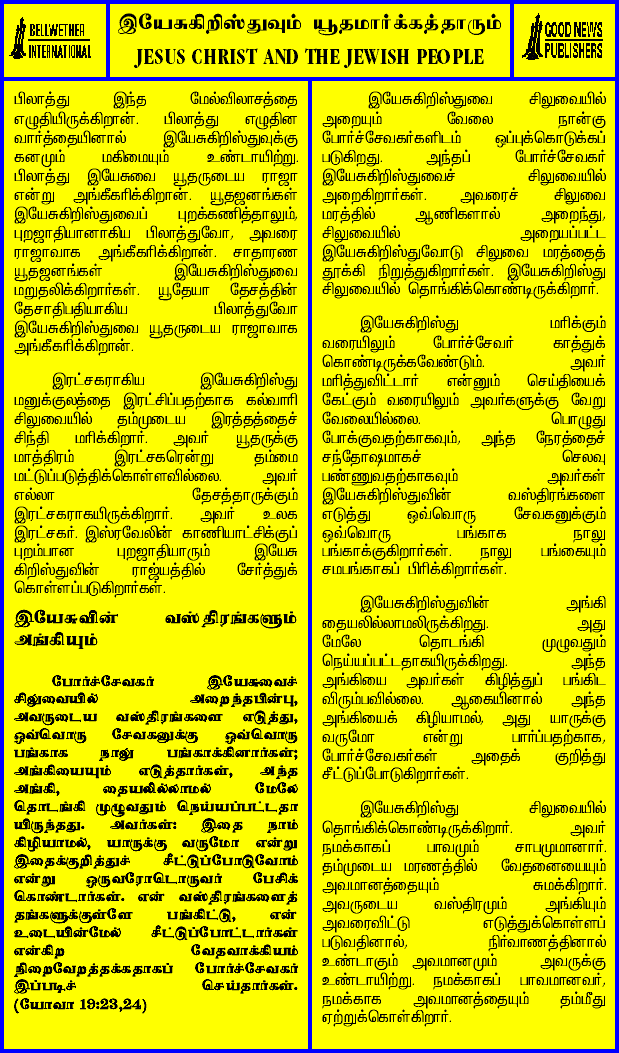 BELLWETHER
INTERNATIONAL
இயேசுகிறிஸ்துவும் யூதமார்க்கத்தாரும்
JESUS CHRIST AND THE JEWISH PEOPLE
GOOD NEWS
PUBLISHERS
பிலாத்து இந்த மேல்விலாசத்தை
எழுதியிருக்கிறான். பிலாத்து எழுதின
வார்த்தையினால் இயேசுகிறிஸ்துவுக்கு
கனமும் மகிமையும் உண்டாயிற்று.
பிலாத்து இயேசுவை யூதருடைய ராஜா
என்று அங்கீகரிக்கிறான். யூதஜனங்கள்
இயேசுகிறிஸ்துவைப் புறக்கணித்தாலும்,
புறஜாதியானாகிய பிலாத்துவோ, அவரை
ராஜாவாக அங்கீகரிக்கிறான். சாதாரண
யூதஜனங்கள் இயேசுகிறிஸ்துவை
மறுதலிக்கிறார்கள். யூதேயா தேசத்தின்
தேசாதிபதியாகிய பிலாத்துவோ
இயேசுகிறிஸ்துவை யூதருடைய ராஜாவாக
அங்கீகரிக்கிறான்.
இரட்சகராகிய இயேசுகிறிஸ்து
மனுக்குலத்தை இரட்சிப்பதற்காக கல்வாரி
சிலுவையில் தம்முடைய இரத்தத்தைச்
சிந்தி மரிக்கிறார். அவர் யூதருக்கு
மாத்திரம் இரட்சகரென்று தம்மை
மட்டுப்படுத்திக்கொள்ளவில்லை. அவர்
எல்லா தேசத்தாருக்கும்
இரட்சகராகயிருக்கிறார். அவர் உலக
இரட்சகர். இஸ்ரவேலின் காணியாட்சிக்குப்
புறம்பான புறஜாதியாரும் இயேசு
கிறிஸ்துவின் ராஜ்யத்தில் சேர்த்துக்
கொள்ளப்படுகிறார்கள்.
இயேசுவின் வஸ்திரங்களும்
அங்கியும்
போர்ச்சேவகர் இயேசுவைச்
சிலுவையில் அறைந்தபின்பு,
அவருடைய வஸ்திரங்களை எடுத்து,
ஒவ்வொரு சேவகனுக்கு ஒவ்வொரு
பங்காக நாலு பங்காக்கினார்கள்;
அங்கியையும் எடுத்தார்கள், அந்த
அங்கி, தையலில்லாமல் மேலே
தொடங்கி முழுவதும் நெய்யப்பட்டதா
யிருந்தது. அவர்கள்: இதை நாம்
கிழியாமல், யாருக்கு வருமோ என்று
இதைக்குறித்துச் சீட்டுப்போடுவோம்
என்று ஒருவரோடொருவர் பேசிக்
கொண்டார்கள். என் வஸ்திரங்களைத்
தங்களுக்குள்ளே பங்கிட்டு, என்
உடையின்மேல் சீட்டுப்போட்டார்கள்
என்கிற வேதவாக்கியம்
நிறைவேறத்தக்கதாகப் போர்ச்சேவகர்
இப்படிச் செய்தார்கள்.
(யோவா 19:23,24)
இயேசுகிறிஸ்துவை சிலுவையில்
அறையும் வேலை நான்கு
போர்ச்சேவகர்களிடம் ஒப்புக்கொடுக்கப்
படுகிறது. அந்தப் போர்ச்சேவகர்
இயேசுகிறிஸ்துவைச் சிலுவையில்
அறைகிறார்கள். அவரைச் சிலுவை
மரத்தில் ஆணிகளால் அறைந்து,
சிலுவையில் அறையப்பட்ட
இயேசுகிறிஸ்துவோடு சிலுவை மரத்தைத்
தூக்கி நிறுத்துகிறார்கள். இயேசுகிறிஸ்து
சிலுவையில் தொங்கிக்கொண்டிருக்கிறார்.
இயேசுகிறிஸ்து மரிக்கும்
வரையிலும் போர்ச்சேவர் காத்துக்
கொண்டிருக்கவேண்டும். அவர்
மரித்துவிட்டார் என்னும் செய்தியைக்
கேட்கும் வரையிலும் அவர்களுக்கு வேறு
வேலையில்லை. பொழுது
போக்குவதற்காகவும், அந்த நேரத்தைச்
சந்தோஷமாகச் செலவு
பண்ணுவதற்காகவும் அவர்கள்
இயேசுகிறிஸ்துவின் வஸ்திரங்களை
எடுத்து ஒவ்வொரு சேவகனுக்கும்
ஒவ்வொரு பங்காக நாலு
பங்காக்குகிறார்கள். நாலு பங்கையும்
சமபங்காகப் பிரிக்கிறார்கள்.
இயேசுகிறிஸ்துவின் அங்கி
தையலில்லாமலிருக்கிறது. அது
மேலே தொடங்கி முழுவதும்
நெய்யப்பட்டதாகயிருக்கிறது. அந்த
அங்கியை அவர்கள் கிழித்துப் பங்கிட
விரும்பவில்லை. ஆகையினால் அந்த
அங்கியைக் கிழியாமல், அது யாருக்கு
வருமோ என்று பார்ப்பதற்காக,
போர்ச்சேவகர்கள் அதைக் குறித்து
சீட்டுப்போடுகிறார்கள்.
இயேசுகிறிஸ்து சிலுவையில்
தொங்கிக்கொண்டிருக்கிறார். அவர்
நமக்காகப் பாவமும் சாபமுமானார்.
தம்முடைய மரணத்தில் வேதனையையும்
அவமானத்தையும் சுமக்கிறார்.
அவருடைய வஸ்திரமும் அங்கியும்
அவரைவிட்டு எடுத்துக்கொள்ளப்
படுவதினால், நிர்வாணத்தினால்
உண்டாகும் அவமானமும் அவருக்கு
உண்டாயிற்று. நமக்காகப் பாவமானவர்,
நமக்காக அவமானத்தையும் தம்மீது
ஏற்றுக்கொள்கிறார்.